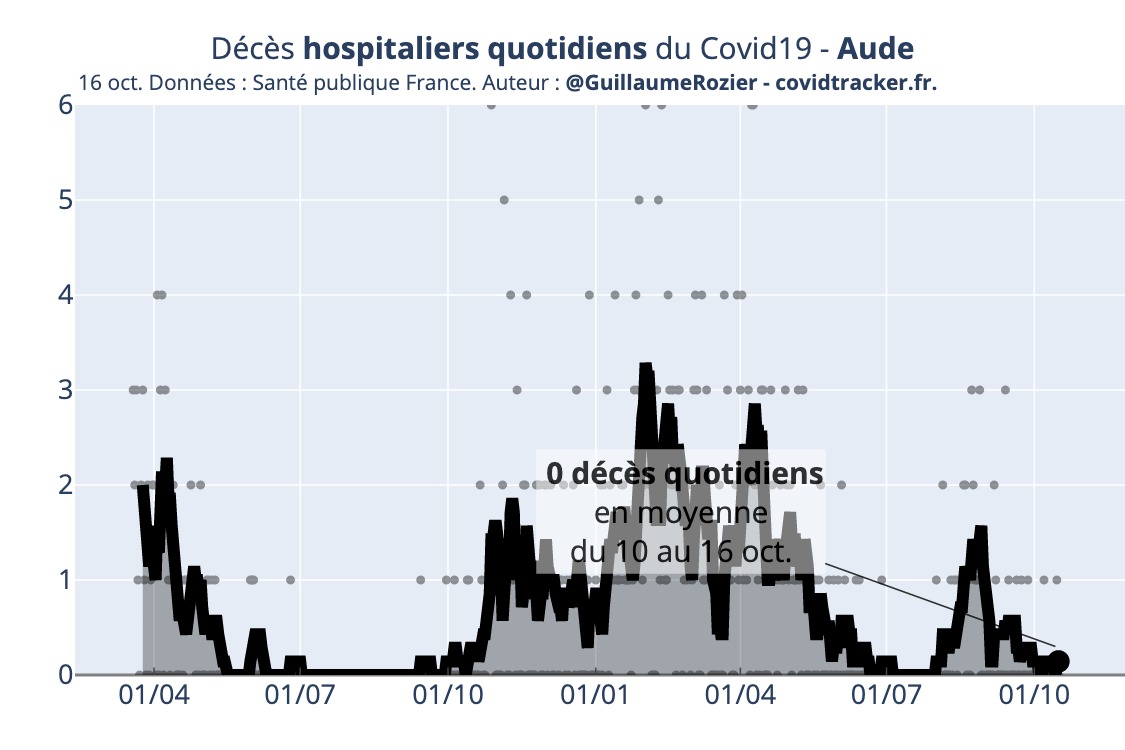 Décès hospitaliers quotidiens du Covid19 - Aude
16 oct. Données : Santé publique France. Auteur : @GuillaumeRozier - covidtracker.fr.
6
5
4
3
2
1
0
0 décès quotidiens
en moyenne
du 10 au 16 oct.
01/04 01/07 01/10 01/01 01/04 01/07 01/10